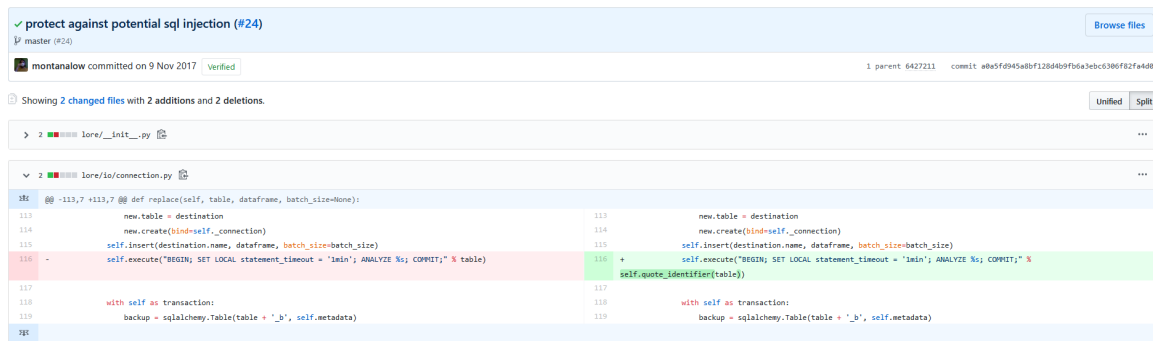 ✓ protect against potential sql injection (#24)
Browse files
master (#24)
montanalow committed on 9 Nov 2017 Verified
1 parent 6427211 commit a0a5fd945a8bf128d4b9fb6a3ebc6306f82fa4d0
Showing 2 changed files with 2 additions and 2 deletions.
Unified Split
2 lore/__init__.py
...
2 lore/io/connection.py
...
@@ -113,7 +113,7 @@ def replace(self, table, dataframe, batch_size=None):
113 new.table = destination
114 new.create(bind=self._connection)
115 self.insert(destination.name, dataframe, batch_size=batch_size)
116 - self.execute("BEGIN; SET LOCAL statement_timeout = '1min'; ANALYZE %s; COMMIT;" % table)
117
118 with self as transaction:
119 backup = sqlalchemy.Table(table + '_b', self.metadata)
113 new.table = destination
114 new.create(bind=self._connection)
115 self.insert(destination.name, dataframe, batch_size=batch_size)
116 + self.execute("BEGIN; SET LOCAL statement_timeout = '1min'; ANALYZE %s; COMMIT;" %
self.quote_identifier(table))
117
118 with self as transaction:
119 backup = sqlalchemy.Table(table + '_b', self.metadata)